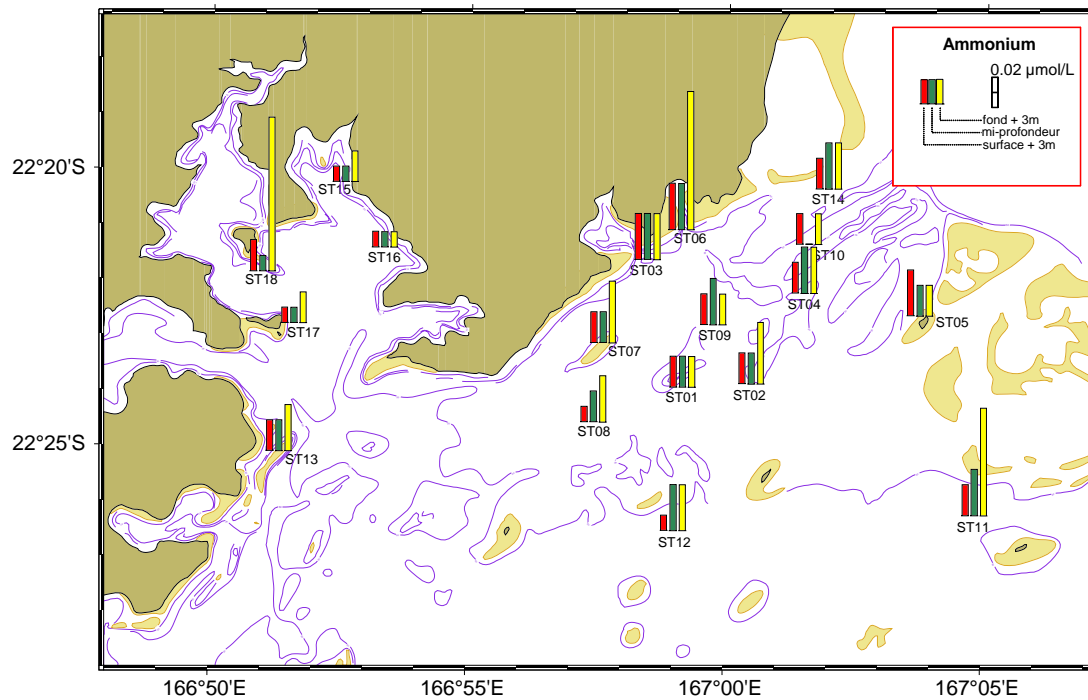 Ammonium
0.02 µmol/L
fond + 3m
mi-profondeur
surface + 3m
22°20'S
22°25'S
ST15
ST14
ST06
ST16
ST03
ST10
ST18
ST04
ST17
ST09
ST05
ST07
ST01
ST02
ST08
ST13
ST11
ST12
166°50'E
166°55'E
167°00'E
167°05'E